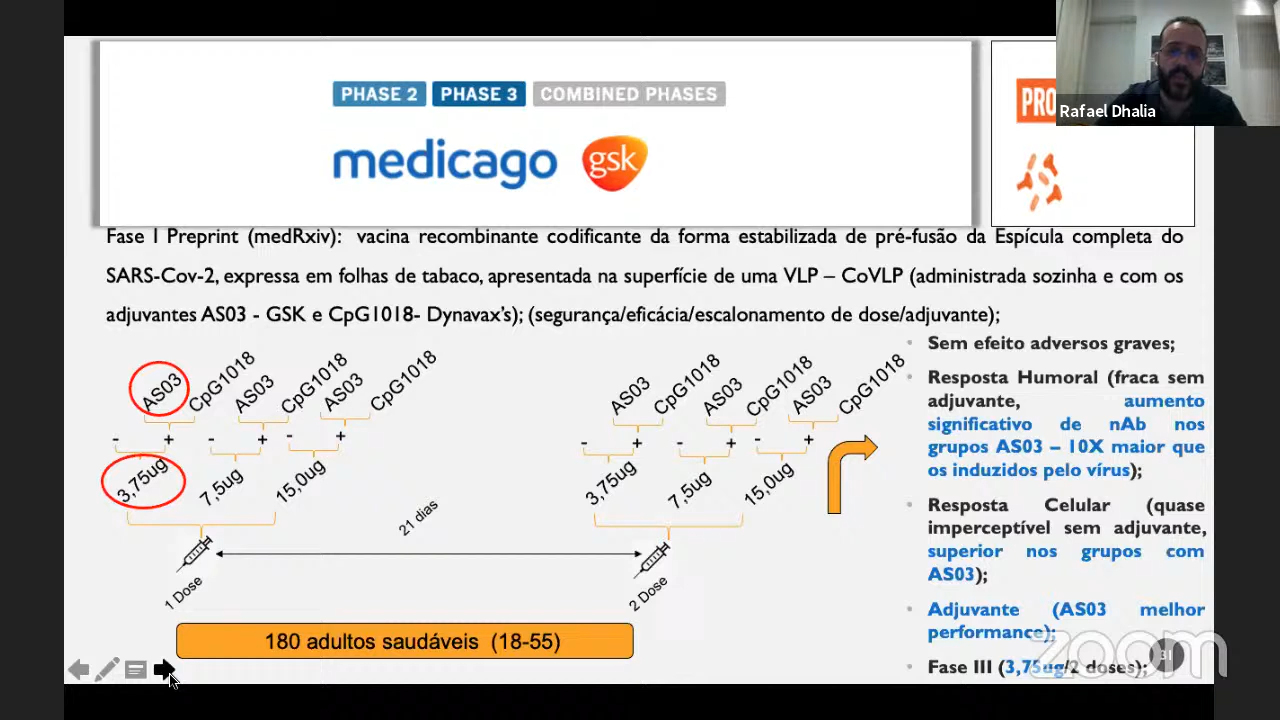 PHASE 2 PHASE 3 COMBINED PHASES
medicago gsk
PRO
Rafael Dhalia
Fase I Preprint (medRxiv): vacina recombinante codificante da forma estabilizada de pré-fusão da Espícula completa do
SARS-Cov-2, expressa em folhas de tabaco, apresentada na superfície de uma VLP – CoVLP (administrada sozinha e com os
adjuvantes AS03 - GSK e CpG1018- Dynavax's); (segurança/eficácia/escalonamento de dose/adjuvante);
AS03 CpG1018 AS03 CpG1018 AS03 CpG1018
- + - + - +
3,75ug 7,5ug 15,0ug
1 Dose
21 dias
AS03 CpG1018 AS03 CpG1018 AS03 CpG1018
- + - + - +
3,75ug 7,5ug 15,0ug
2 Dose
180 adultos saudáveis (18-55)
• Sem efeito adversos graves;
• Resposta Humoral (fraca sem
adjuvante, aumento
significativo de nAb nos
grupos AS03 – 10X maior que
os induzidos pelo vírus);
• Resposta Celular (quase
imperceptível sem adjuvante,
superior nos grupos com
AS03);
• Adjuvante (AS03 melhor
performance);
• Fase III (3,75ug/2 doses);
31
zoom